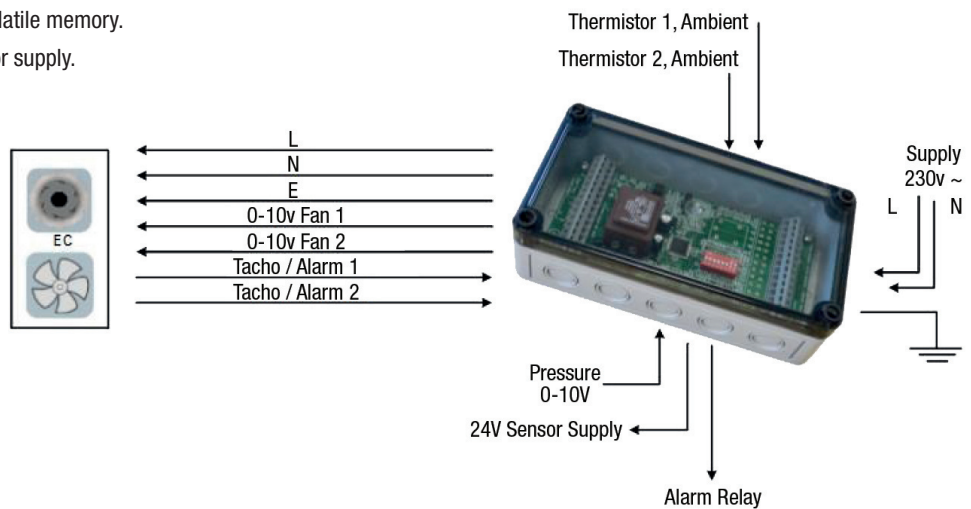 latile memory.
r supply.
Thermistor 1, Ambient
Thermistor 2, Ambient
L
N
E
0-10v Fan 1
0-10v Fan 2
Tacho / Alarm 1
Tacho / Alarm 2
EC
Supply
230v ~
L N
Pressure
0-10V
24V Sensor Supply
Alarm Relay